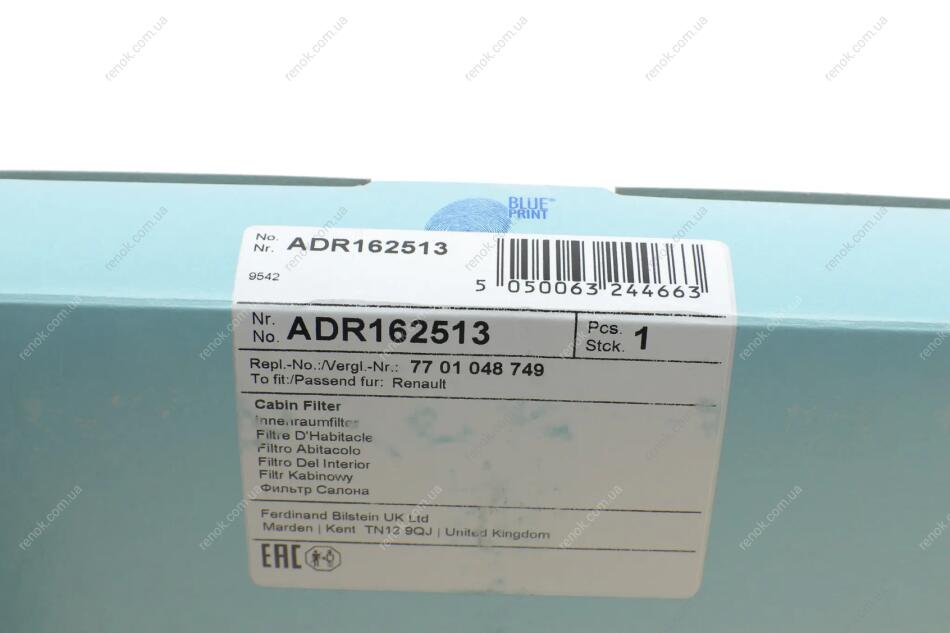 BLUE
PRINT
No.
Nr. ADR162513
9542
5 050063 244663
Nr.
No. ADR162513
Pcs.
Stck. 1
Repl.-No.:/Vergl.-Nr.: 77 01 048 749
To fit:/Passend fur: Renault
Cabin Filter
Innenraumfilter
Filtre D'Habitacle
Filtro Abitacolo
Filtro Del Interior
Filtr Kabinowy
Фильтр Салона
Ferdinand Bilstein UK Ltd
Marden | Kent TN12 9QJ | United Kingdom
EAC
renok.com.ua